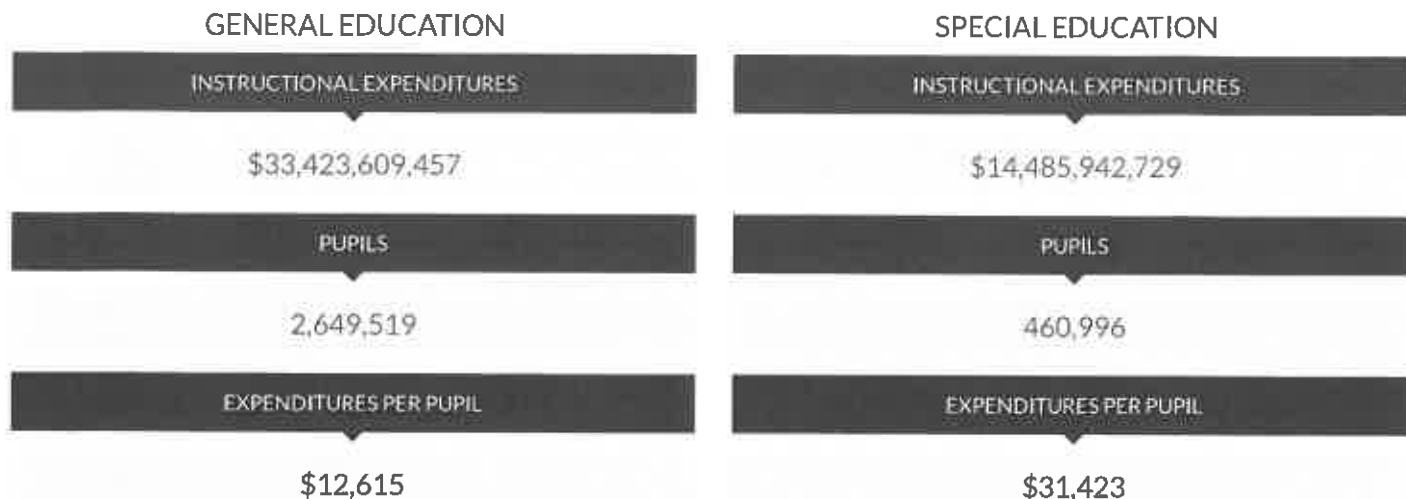 GENERAL EDUCATION
INSTRUCTIONAL EXPENDITURES
$33,423,609,457
PUPILS
2,649,519
EXPENDITURES PER PUPIL
$12,615
SPECIAL EDUCATION
INSTRUCTIONAL EXPENDITURES
$14,485,942,729
PUPILS
460,996
EXPENDITURES PER PUPIL
$31,423